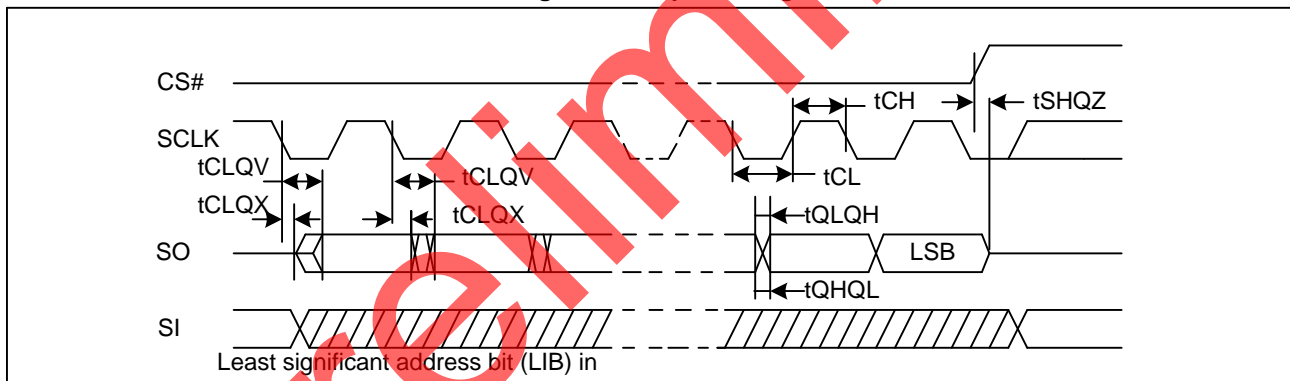 CS#
tCH
tSHQZ
SCLK
tCLQV
tCLQV
tCL
tCLQX
tCLQX
tQLQH
SO
LSB
tQHQL
SI
Least significant address bit (LIB) in